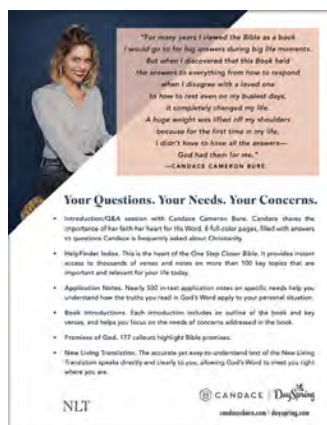 "For many years I viewed the Bible as a book
I would go to for big answers during big life moments.
But when I discovered that this Book held
the answers to everything from how to respond
when I disagree with a loved one
to how to rest even on my busiest days,
it completely changed my life.
A huge weight was lifted off my shoulders
because for the first time in my life,
I didn't have to have all the answers—
God had them for me."
—CANDACE CAMERON BURE
Your Questions. Your Needs. Your Concerns.
• Introduction/Q&A session with Candace Cameron Bure. Candace shares the
importance of her faith her heart for His Word. 8 full-color pages, filled with answers
to questions Candace is frequently asked about Christianity.
• HelpFinder Index. This is the heart of the One Step Closer Bible. It provides instant
access to thousands of verses and notes on more than 100 key topics that are
important and relevant for your life today.
• Application Notes. Nearly 500 in-text application notes on specific needs help you
understand how the truths you read in God's Word apply to your personal situation.
• Book Introductions. Each introduction includes an outline of the book and key
verses, and helps you focus on the needs of concerns addressed in the book.
• Promises of God. 177 callouts highlight Bible promises.
• New Living Translation. The accurate yet easy-to-understand text of the New Living
Translation speaks directly and clearly to you, allowing God's Word to meet you right
where you are.
NLT
CANDACE | DaySpring
candacecbure.com | dayspring.com